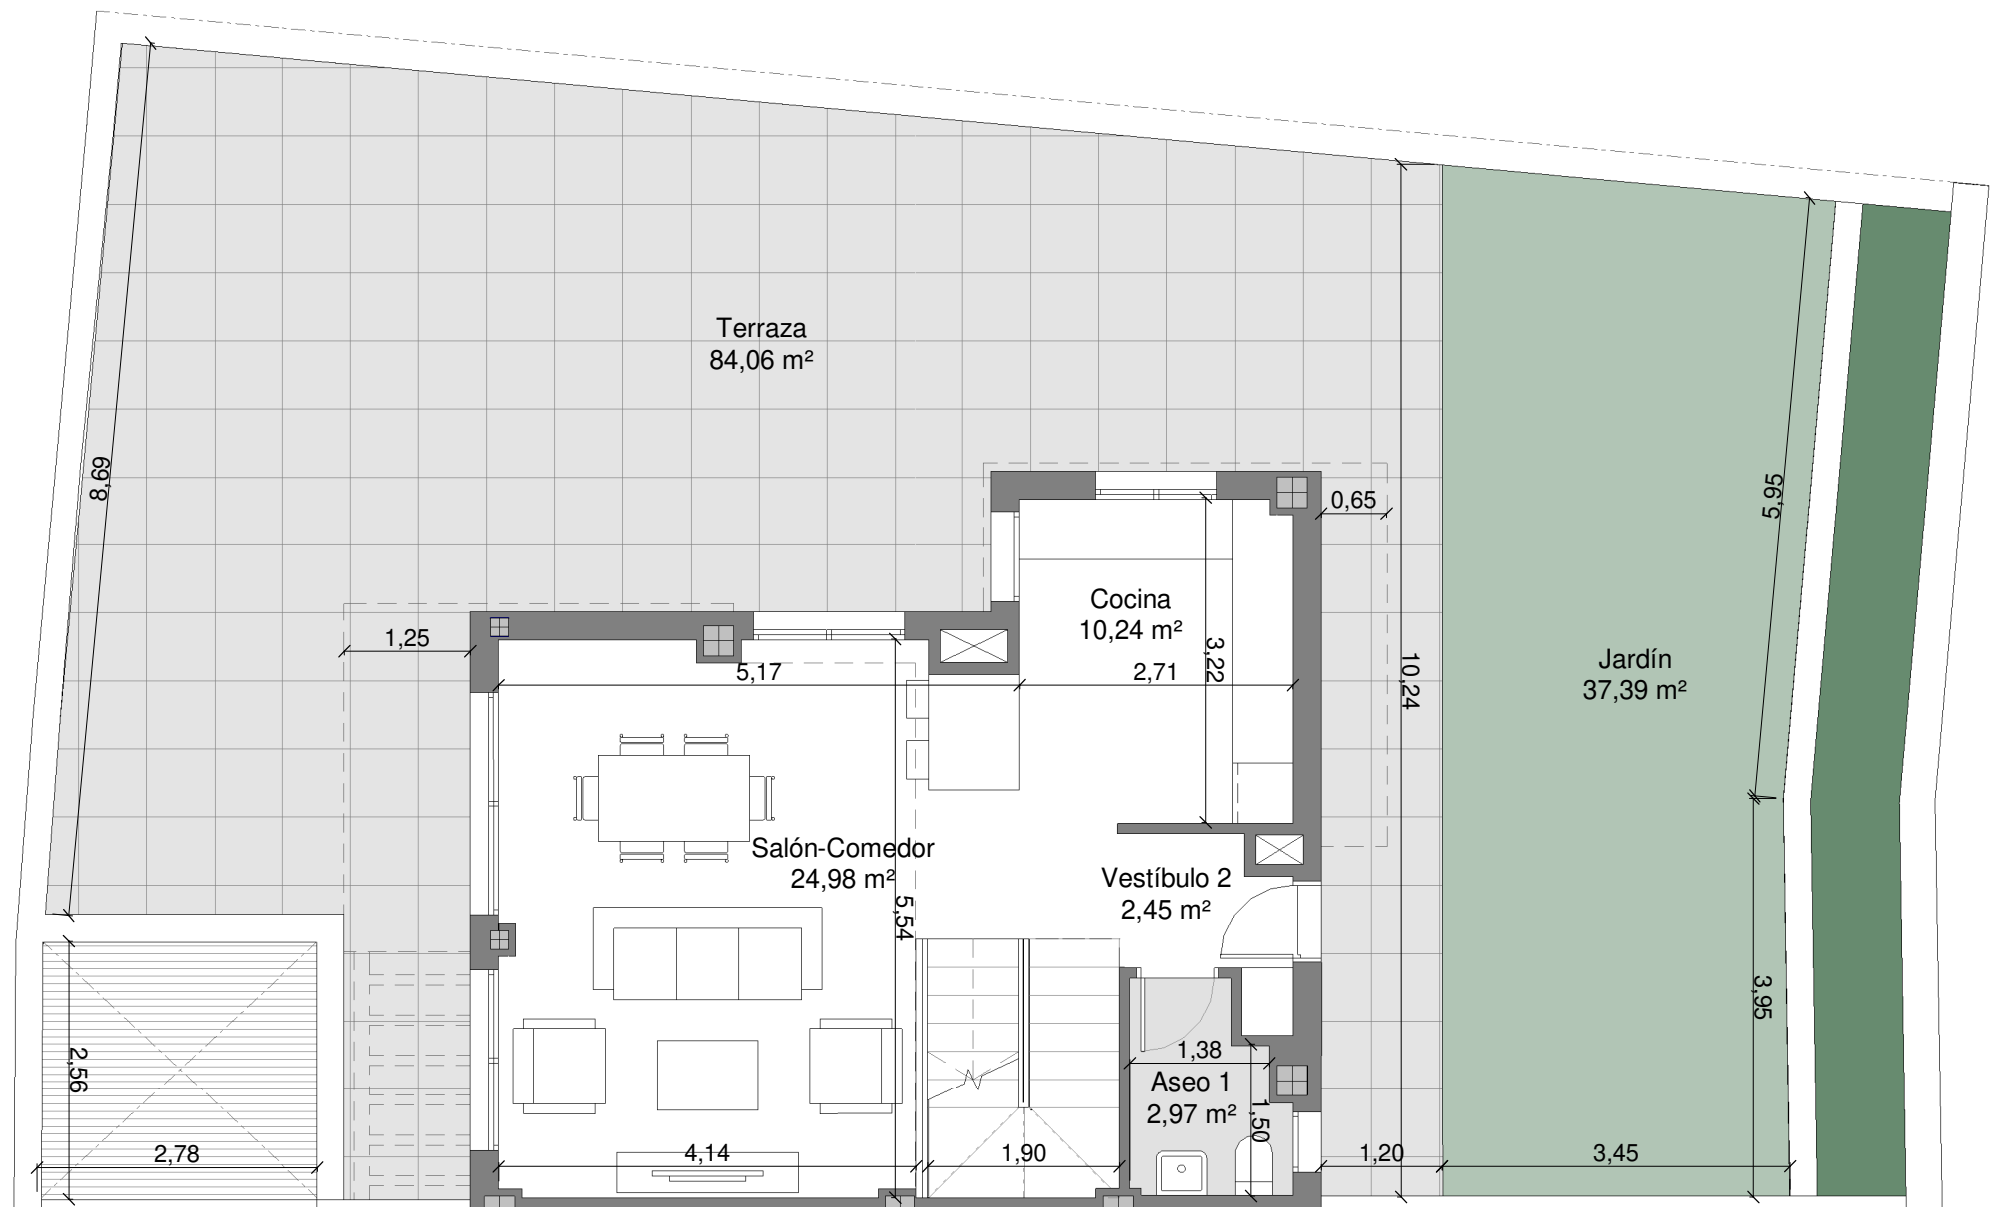 Terraza
84,06 m²
8,69
5,95
0,65
Cocina
10,24 m²
1,25
3,22
10,24
Jardín
37,39 m²
5,17
2,71
Salón-Comedor
24,98 m²
Vestíbulo 2
2,45 m²
5,54
3,95
2,56
1,38
Aseo 1
2,97 m²
1,50
2,78
4,14
1,90
1,20
3,45